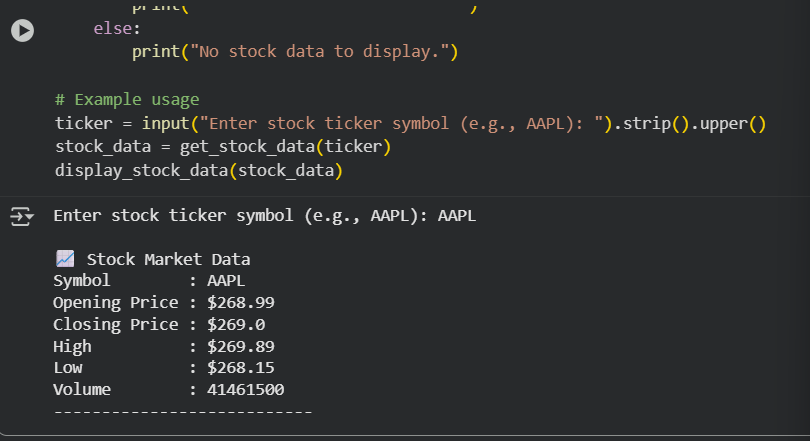 print(                              )
else:
print("No stock data to display.")
# Example usage
ticker = input("Enter stock ticker symbol (e.g., AAPL): ").strip().upper()
stock_data = get_stock_data(ticker)
display_stock_data(stock_data)
Enter stock ticker symbol (e.g., AAPL): AAPL
📈 Stock Market Data
Symbol        : AAPL
Opening Price : $268.99
Closing Price : $269.0
High          : $269.89
Low           : $268.15
Volume        : 41461500
---------------------------